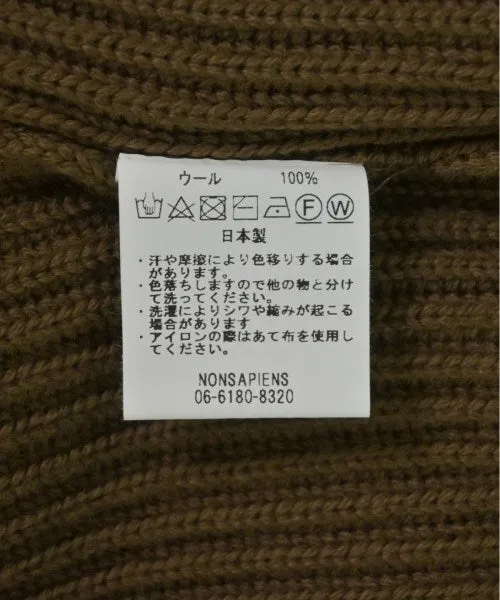 ウール 100%
F W
日本製
・汗や摩擦により色移りする場合
があります。
・色落ちしますので他の物と分け
て洗ってください。
・洗濯によりシワや縮みが起こる
場合があります
・アイロンの際はあて布を使用し
てください。
NONSAPIENS
06-6180-8320